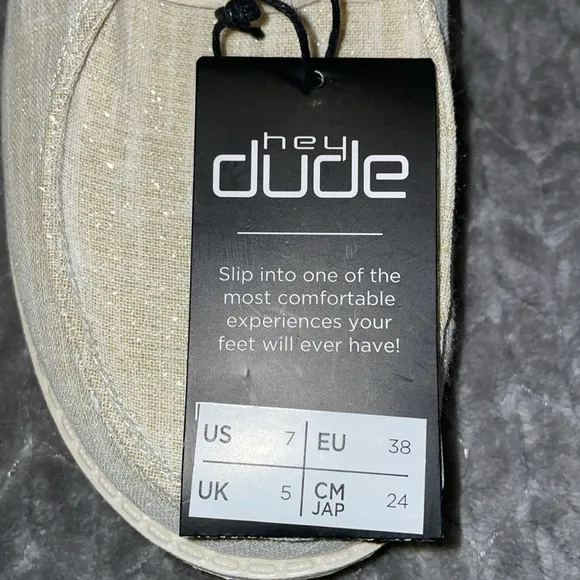 hey
dude
Slip into one of the
most comfortable
experiences your
feet will ever have!
US 7 EU 38
UK 5 CM JAP 24